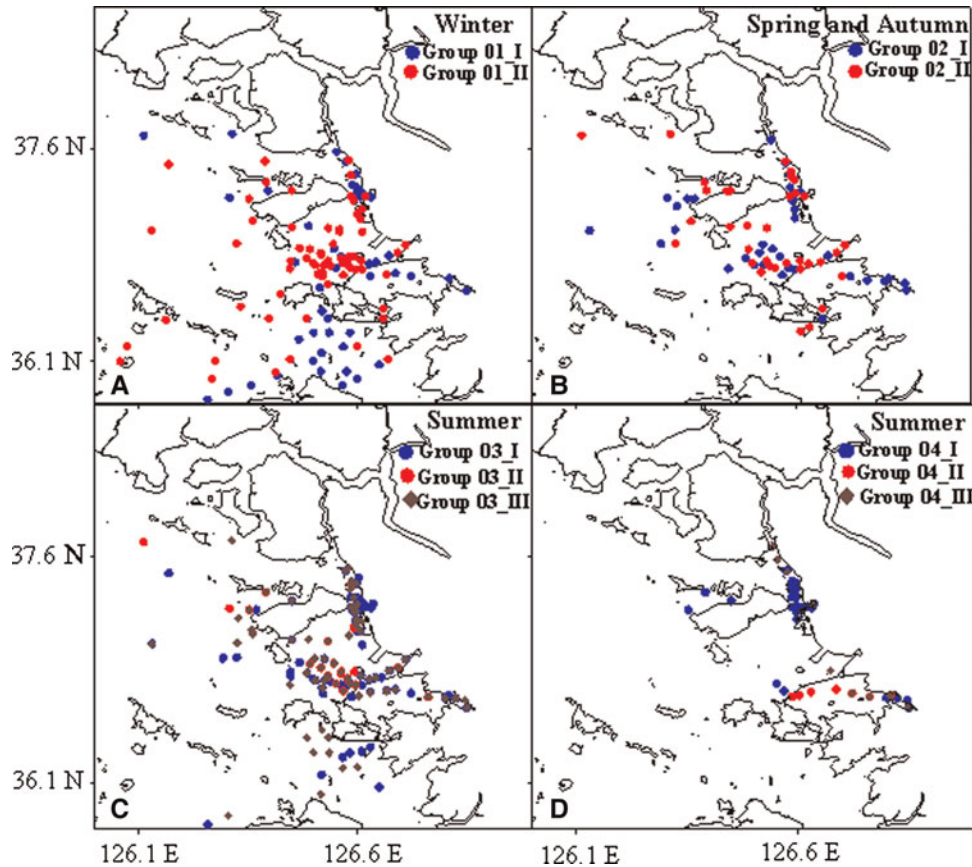 Winter
Group 01_I
Group 01_II
Spring and Autumn
Group 02_I
Group 02_II
37.6 N
36.1 N
A
B
Summer
Group 03_I
Group 03_II
Group 03_III
Summer
Group 04_I
Group 04_II
Group 04_III
37.6 N
36.1 N
C
D
126.1 E
126.6 E
126.1 E
126.6 E